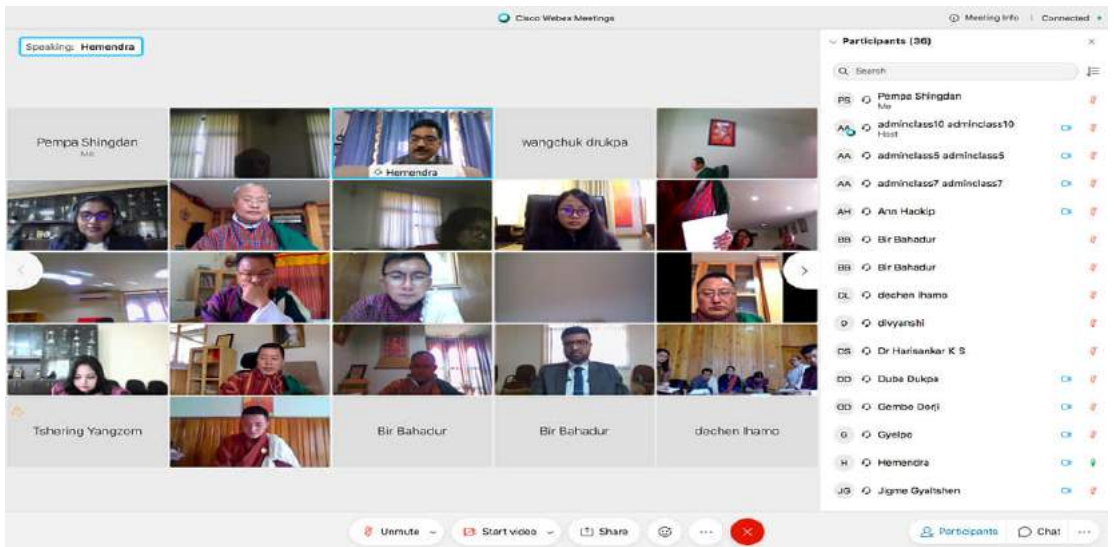 Cisco Webex Meetings
Meeting Info
Connected
Speaking: Hemendra
Participants (36)
Search
Pempa Shingdan
Me
Hemendra
wangchuk drukpa
Tshering Yangzom
Bir Bahadur
Bir Bahadur
dechen lhamo
PS Pempa Shingdan
Me
AA adminclass10 adminclass10
Host
AA adminclass5 adminclass5
AA adminclass7 adminclass7
AH Ann Haokip
BB Bir Bahadur
BB Bir Bahadur
DL dechen lhamo
D divyanshi
DS Dr Harisankar K S
DD Duba Dukpa
GD Gembo Dorji
G Gyelpo
H Hemendra
JG Jigme Gyaltshen
Unmute
Start video
Share
Participants
Chat